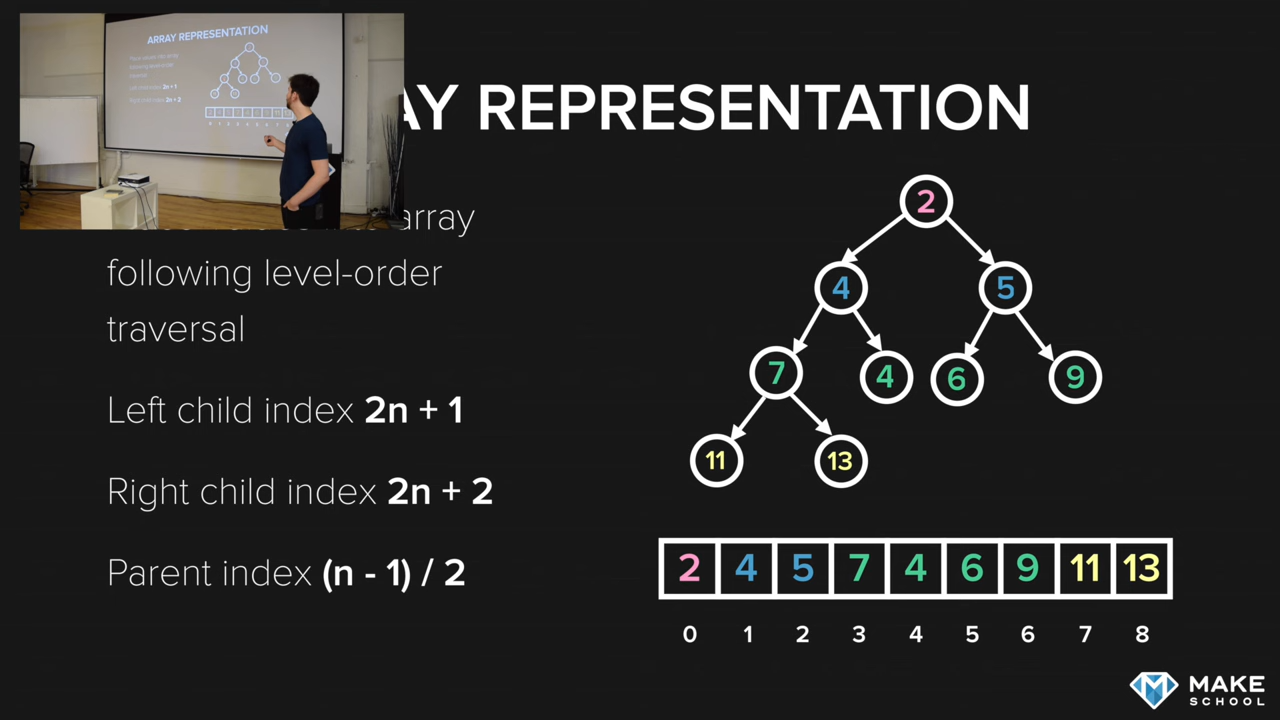 ARRAY REPRESENTATION
AY REPRESENTATION
array
following level-order
traversal
Left child index 2n + 1
Right child index 2n + 2
Parent index (n - 1) / 2
2
4 5
7 4 6 9
11 13
2 4 5 7 4 6 9 11 13
0 1 2 3 4 5 6 7 8
MAKE
SCHOOL